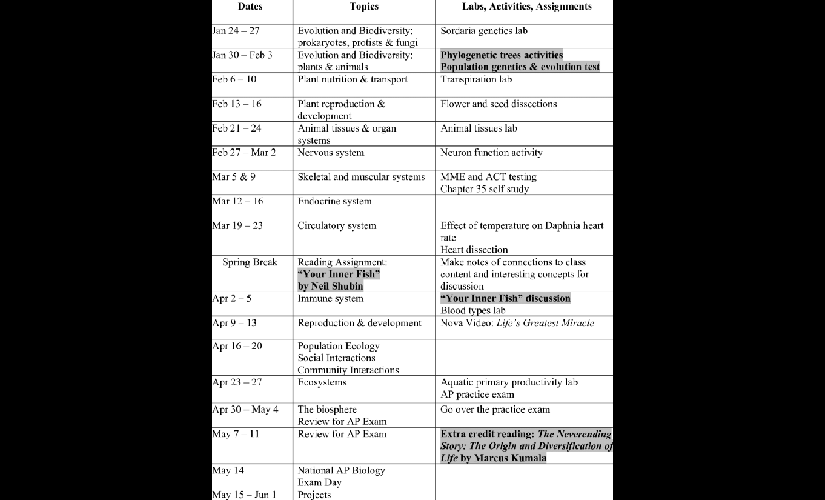 Dates Topics Labs, Activities, Assignments
Jan 24 – 27 Evolution and Biodiversity: Sordaria genetics lab
prokaryotes, protists & fungi
Jan 30 – Feb 3 Evolution and Biodiversity: Phylogenetic trees activities
plants & animals Population genetics & evolution test
Feb 6 – 10 Plant nutrition & transport Transpiration lab
Feb 13 – 16 Plant reproduction & Flower and seed dissections
development
Feb 21 – 24 Animal tissues & organ Animal tissues lab
systems
Feb 27 – Mar 2 Nervous system Neuron function activity
Mar 5 & 9 Skeletal and muscular systems MME and ACT testing
Chapter 35 self study
Mar 12 – 16 Endocrine system
Mar 19 – 23 Circulatory system Effect of temperature on Daphnia heart
rate
Heart dissection
Spring Break Reading Assignment: Make notes of connections to class
“Your Inner Fish” content and interesting concepts for
by Neil Shubin discussion
Apr 2 – 5 Immune system “Your Inner Fish” discussion
Blood types lab
Apr 9 – 13 Reproduction & development Nova Video: Life’s Greatest Miracle
Apr 16 – 20 Population Ecology
Social Interactions
Community Interactions
Apr 23 – 27 Ecosystems Aquatic primary productivity lab
AP practice exam
Apr 30 – May 4 The biosphere Go over the practice exam
Review for AP Exam
May 7 – 11 Review for AP Exam Extra credit reading: The Neverending
Story: The Origin and Diversification of
Life by Marcus Kumala
May 14 National AP Biology
Exam Day
May 15 – Jun 1 Projects